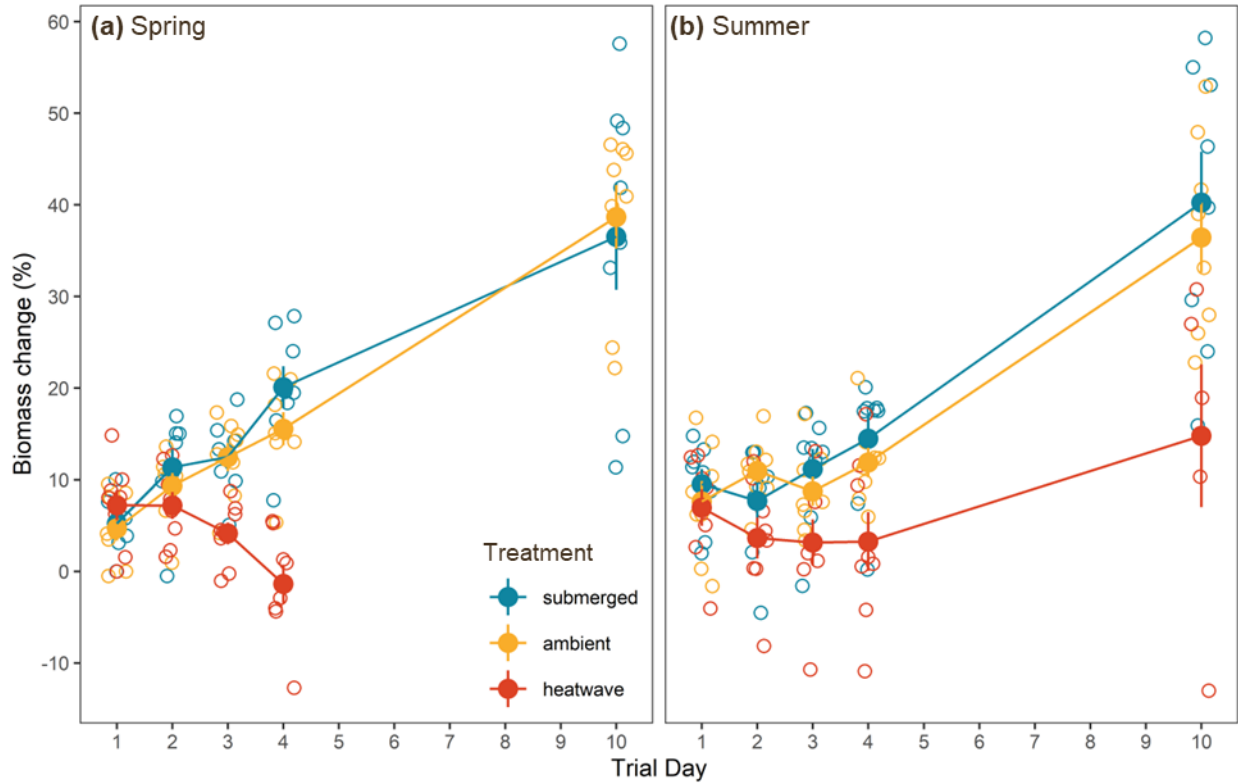 (a) Spring
(b) Summer
Biomass change (%)
60
50
40
30
20
10
0
-10
Treatment
submerged
ambient
heatwave
1 2 3 4 5 6 7 8 9 10
1 2 3 4 5 6 7 8 9 10
Trial Day